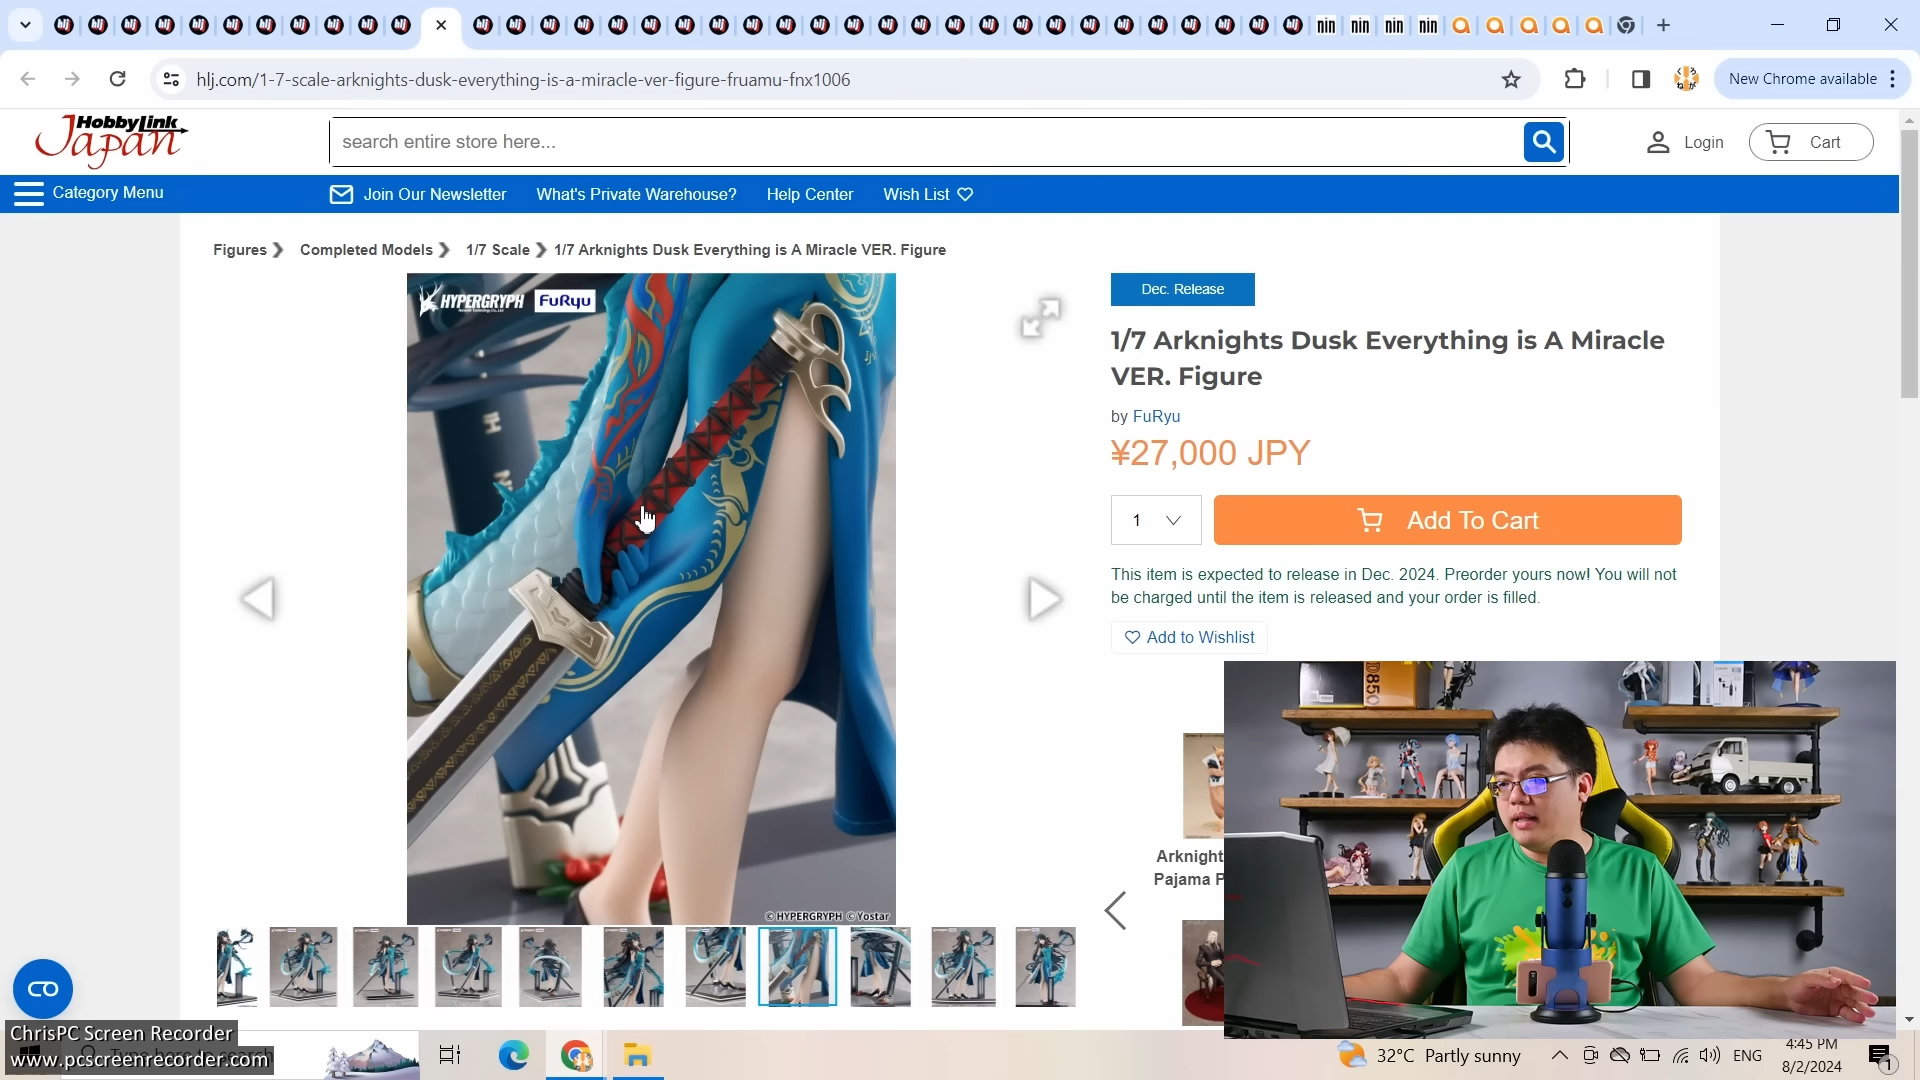 New Chrome available
hlj.com/1-7-scale-arknights-dusk-everything-is-a-miracle-ver-figure-fruamu-fnx1006
HobbyLink
Japan
search entire store here...
Login
Cart
Category Menu
Join Our Newsletter
What's Private Warehouse?
Help Center
Wish List
Figures
Completed Models
1/7 Scale
1/7 Arknights Dusk Everything is A Miracle VER. Figure
HYPERGRYPH
FuRyu
Dec. Release
1/7 Arknights Dusk Everything is A Miracle
VER. Figure
by FuRyu
¥27,000 JPY
1
Add To Cart
This item is expected to release in Dec. 2024. Preorder yours now! You will not
be charged until the item is released and your order is filled.
Add to Wishlist
Arknight
Pajama P
© HYPERGRYPH © Yostar
ChrisPC Screen Recorder
www.pcscreenrecorder.com
32°C Partly sunny
ENG
4:45 PM
8/2/2024
1